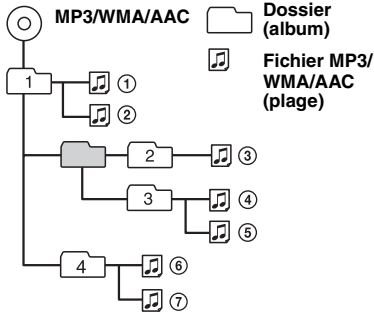 MP3/WMA/AAC
Dossier
(album)
Fichier MP3/
WMA/AAC
(plage)
1
①
②
2
③
3
④
⑤
4
⑥
⑦